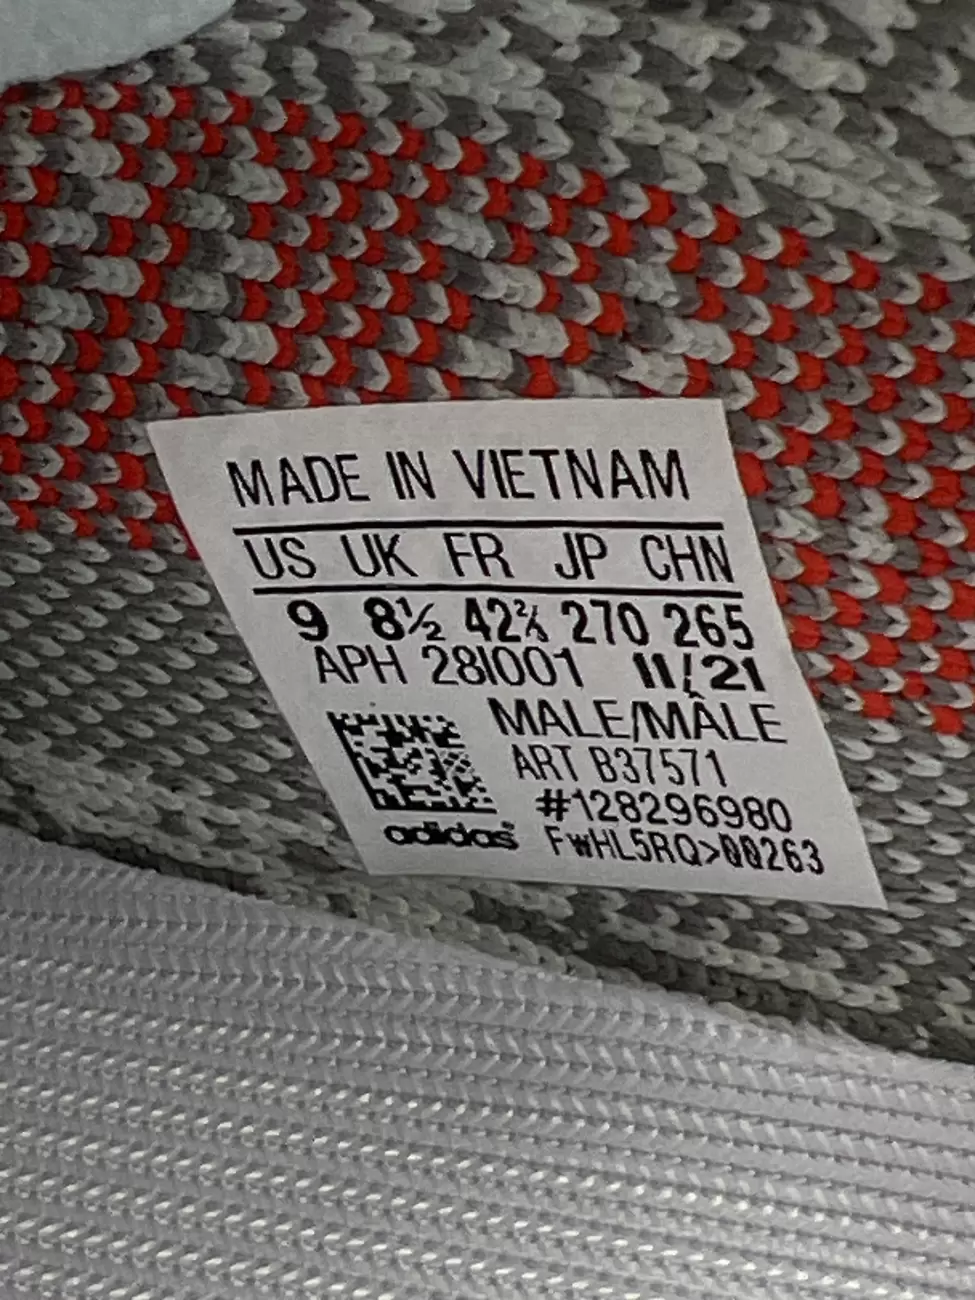 MADE IN VIETNAM
US UK FR JP CHN
9 8½ 42⅔ 270 265
APH 28I001 11/21
MALE/MÂLE
ART B37571
#128296980
adidas FwHL5RQ>00263